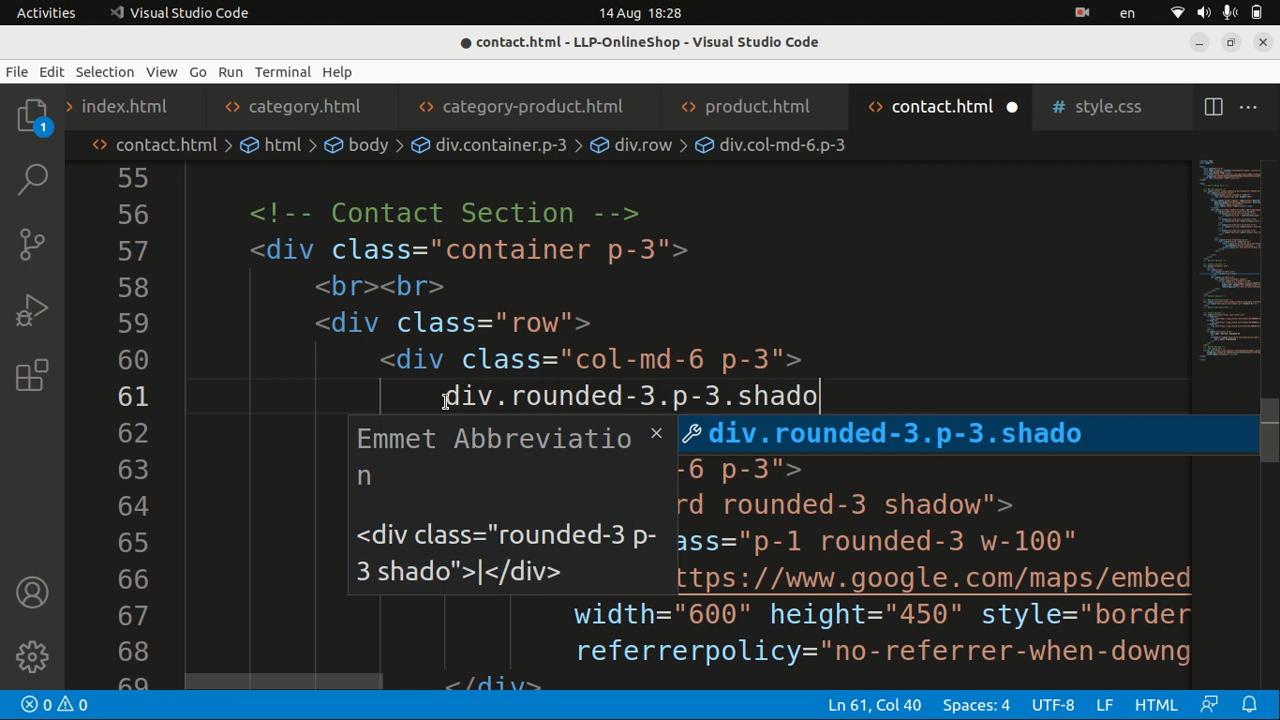 Activities Visual Studio Code 14 Aug 18:28 en
● contact.html - LLP-OnlineShop - Visual Studio Code
File Edit Selection View Go Run Terminal Help
index.html category.html category-product.html product.html contact.html style.css
contact.html > html > body > div.container.p-3 > div.row > div.col-md-6.p-3
55
56 <!-- Contact Section -->
57 <div class="container p-3">
58 <br><br>
59 <div class="row">
60 <div class="col-md-6 p-3">
61 div.rounded-3.p-3.shado
62 Emmet Abbreviatio div.rounded-3.p-3.shado
n
63 -6 p-3">
64 rd rounded-3 shadow">
65 <div class="rounded-3 p- ass="p-1 rounded-3 w-100"
66 3 shado">|</div> ttps://www.google.com/maps/embed
67 width="600" height="450" style="border
68 referrerpolicy="no-referrer-when-downg
69 </div>
1
0 0 Ln 61, Col 40 Spaces: 4 UTF-8 LF HTML